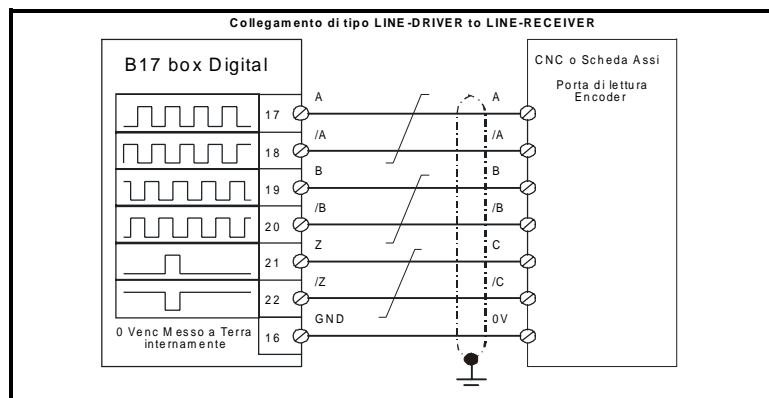 Collegamento di tipo LINE-DRIVER to LINE-RECEIVER
B17 box Digital
CNC o Scheda Assi
Porta di lettura
Encoder
17 A A
18 /A /A
19 B B
20 /B /B
21 Z C
22 /Z /C
16 GND 0V
0 Venc Messo a Terra
internamente